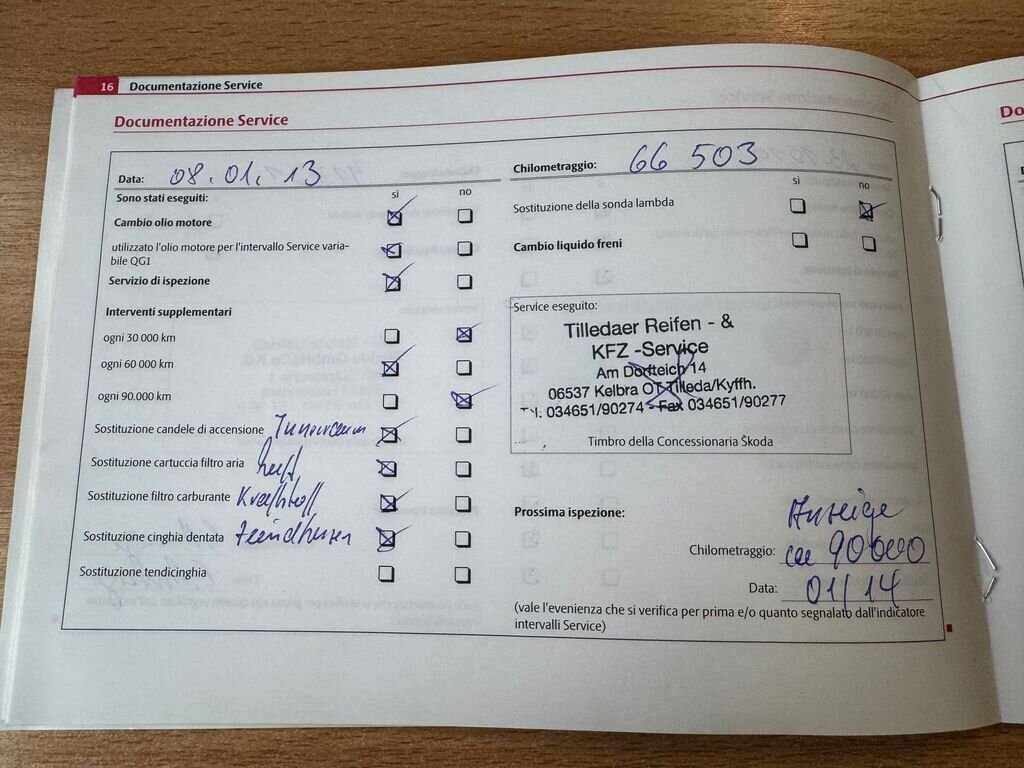 16 Documentazione Service
Documentazione Service
Data: 08.01.13
Sono stati eseguiti:
sì no
Cambio olio motore
utilizzato l'olio motore per l'intervallo Service varia-
bile QG1
Servizio di ispezione
Interventi supplementari
ogni 30 000 km
ogni 60 000 km
ogni 90.000 km
Sostituzione candele di accensione Innenraum
Sostituzione cartuccia filtro aria Luft
Sostituzione filtro carburante Kraftstoff
Sostituzione cinghia dentata
Sostituzione tendicinghia
Chilometraggio: 66 503
sì no
Sostituzione della sonda lambda
Cambio liquido freni
Service eseguito:
Tilledaer Reifen - &
KFZ -Service
Am Dorfteich 14
06537 Kelbra OT Tilleda/Kyffh.
Tel. 034651/90274 - Fax 034651/90277
Timbro della Concessionaria Škoda
Prossima ispezione:
Anzeige
Chilometraggio: ca 90000
Data: 01/14
(vale l'evenienza che si verifica per prima e/o quanto segnalato dall'indicatore
intervalli Service)